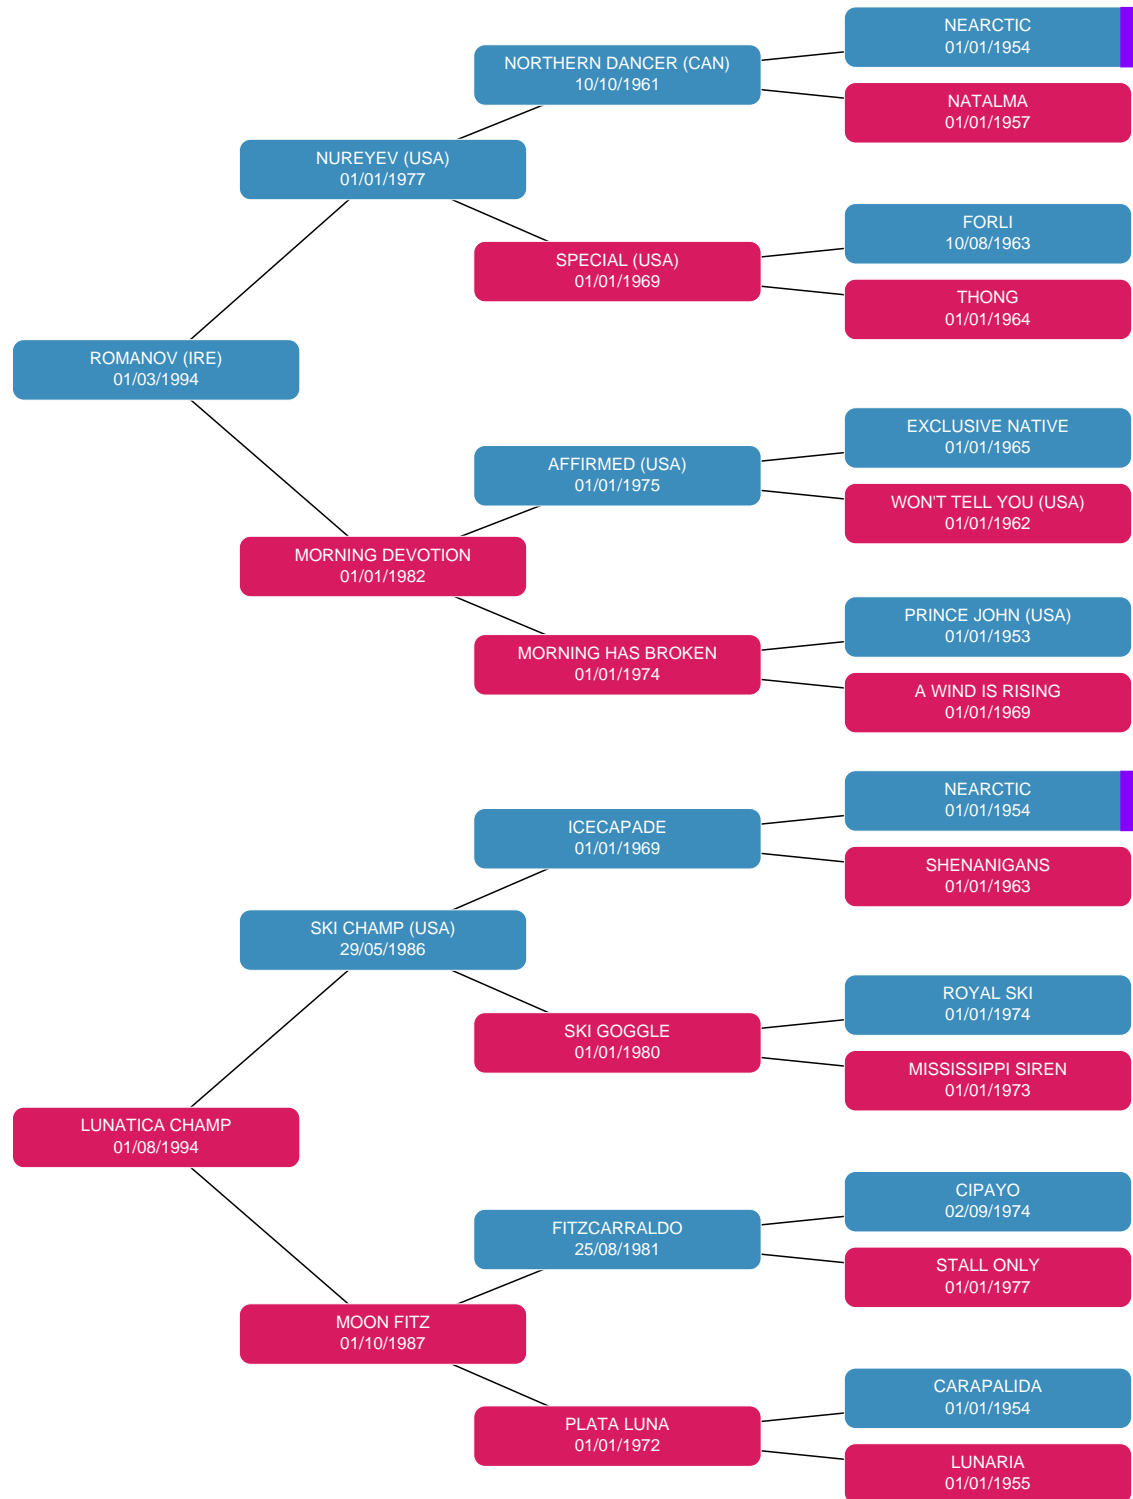 NEARCTIC
01/01/1954
NORTHERN DANCER (CAN)
10/10/1961
NATALMA
01/01/1957
NUREYEV (USA)
01/01/1977
FORLI
10/08/1963
SPECIAL (USA)
01/01/1969
THONG
01/01/1964
ROMANOV (IRE)
01/03/1994
EXCLUSIVE NATIVE
01/01/1965
AFFIRMED (USA)
01/01/1975
WON'T TELL YOU (USA)
01/01/1962
MORNING DEVOTION
01/01/1982
PRINCE JOHN (USA)
01/01/1953
MORNING HAS BROKEN
01/01/1974
A WIND IS RISING
01/01/1969
NEARCTIC
01/01/1954
ICECAPADE
01/01/1969
SHENANIGANS
01/01/1963
SKI CHAMP (USA)
29/05/1986
ROYAL SKI
01/01/1974
SKI GOGGLE
01/01/1980
MISSISSIPPI SIREN
01/01/1973
LUNATICA CHAMP
01/08/1994
CIPAYO
02/09/1974
FITZCARRALDO
25/08/1981
STALL ONLY
01/01/1977
MOON FITZ
01/10/1987
CARAPALIDA
01/01/1954
PLATA LUNA
01/01/1972
LUNARIA
01/01/1955